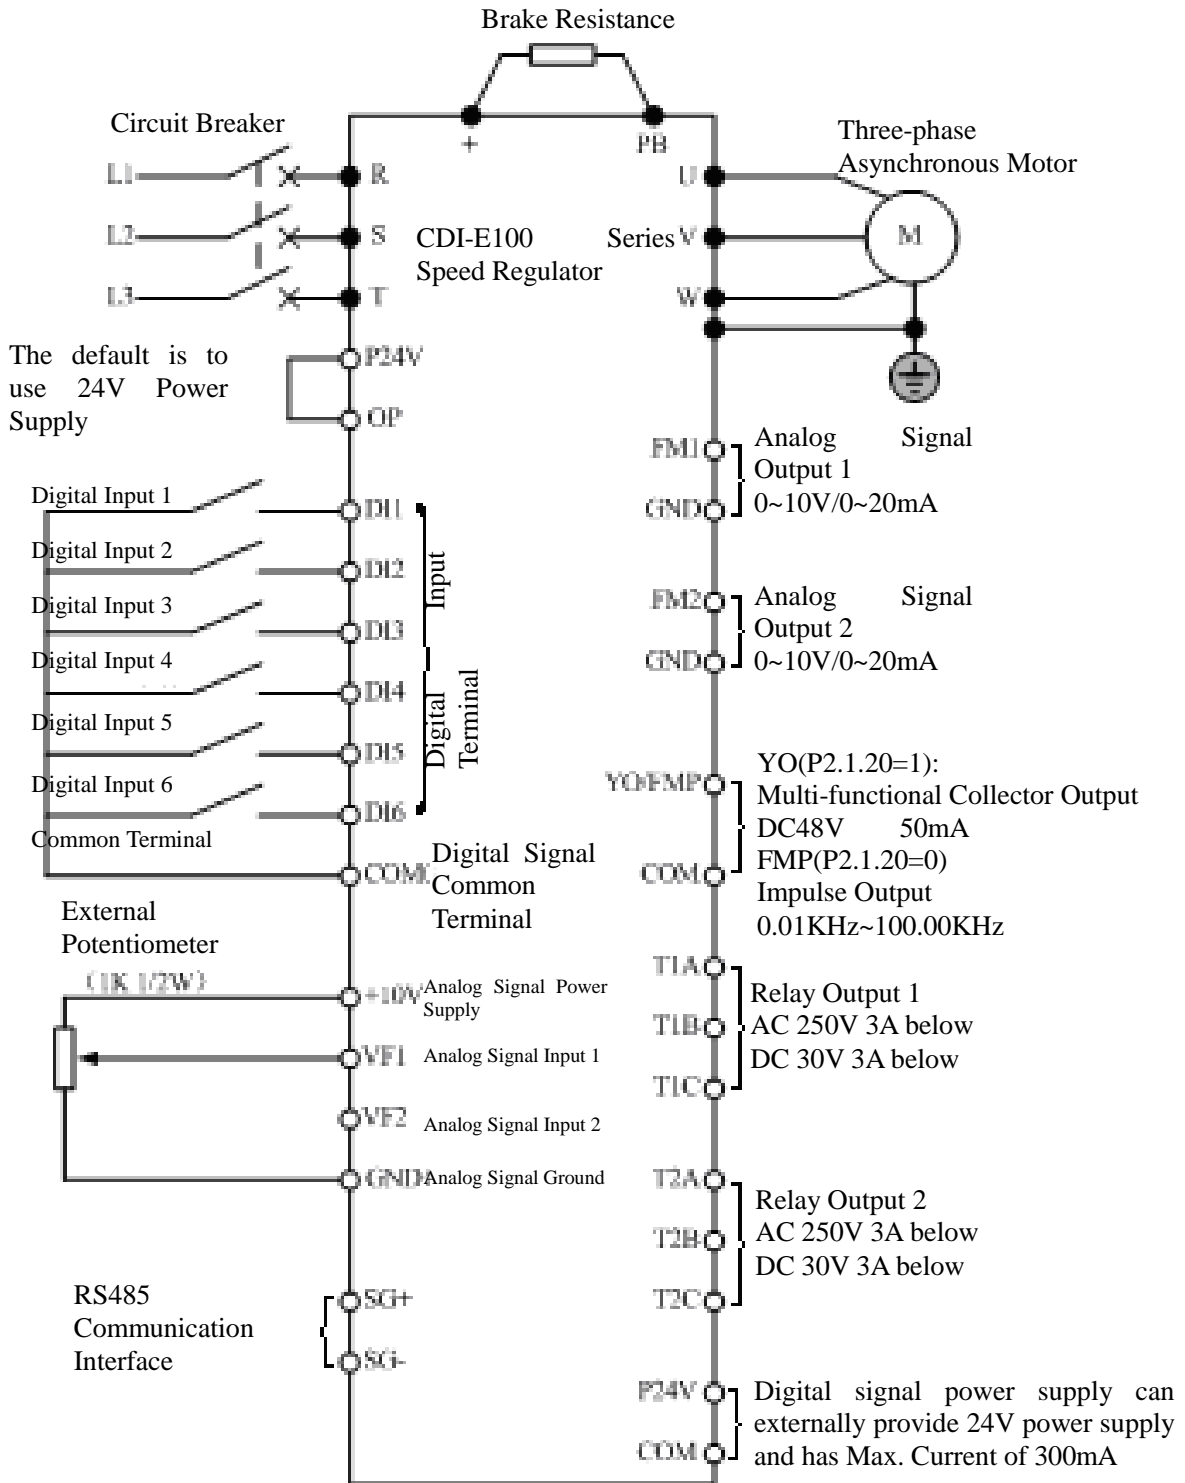 Brake Resistance
+
PB
Circuit Breaker
L1
R
L2
S
L3
T
CDI-E100 Series
Speed Regulator
U
V
W
Three-phase
Asynchronous Motor
M
The default is to
use 24V Power
Supply
P24V
OP
Digital Input 1
DI1
Digital Input 2
DI2
Digital Input 3
DI3
Digital Input 4
DI4
Digital Input 5
DI5
Digital Input 6
DI6
Common Terminal
COM
Digital
Terminal
Input
Digital Signal
Common
Terminal
External
Potentiometer
(1K 1/2W)
+10V
Analog Signal Power
Supply
VF1
Analog Signal Input 1
VF2
Analog Signal Input 2
GND
Analog Signal Ground
RS485
Communication
Interface
SG+
SG-
FM1
GND
Analog Signal
Output 1
0~10V/0~20mA
FM2
GND
Analog Signal
Output 2
0~10V/0~20mA
YO/FMP
COM
YO(P2.1.20=1):
Multi-functional Collector Output
DC48V 50mA
FMP(P2.1.20=0)
Impulse Output
0.01KHz~100.00KHz
T1A
T1B
T1C
Relay Output 1
AC 250V 3A below
DC 30V 3A below
T2A
T2B
T2C
Relay Output 2
AC 250V 3A below
DC 30V 3A below
P24V
COM
Digital signal power supply can
externally provide 24V power supply
and has Max. Current of 300mA